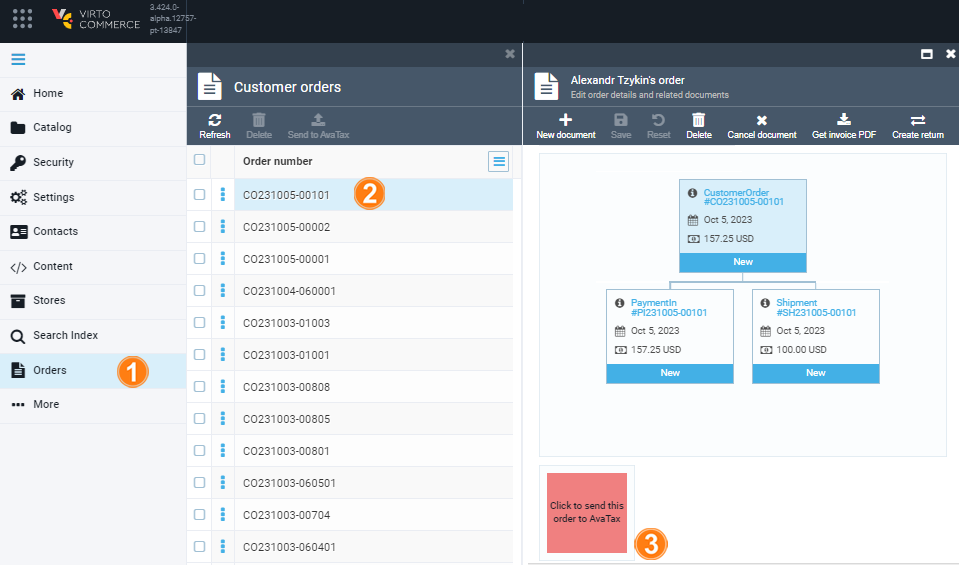 VIRTO
COMMERCE
3.424.0-
alpha.12757-
pt-13847
Home
Catalog
Security
Settings
Contacts
Content
Stores
Search Index
Orders
1
More
Customer orders
Refresh
Delete
Send to AvaTax
Order number
CO231005-00101
2
CO231005-00002
CO231005-00001
CO231004-060001
CO231003-01003
CO231003-01001
CO231003-00808
CO231003-00805
CO231003-00801
CO231003-060501
CO231003-00704
CO231003-060401
Alexandr Tzykin's order
Edit order details and related documents
New document
Save
Reset
Delete
Cancel document
Get invoice PDF
Create return
CustomerOrder
#CO231005-00101
Oct 5, 2023
157.25 USD
New
PaymentIn
#PI231005-00101
Oct 5, 2023
157.25 USD
New
Shipment
#SH231005-00101
Oct 5, 2023
100.00 USD
New
Click to send this
order to AvaTax
3